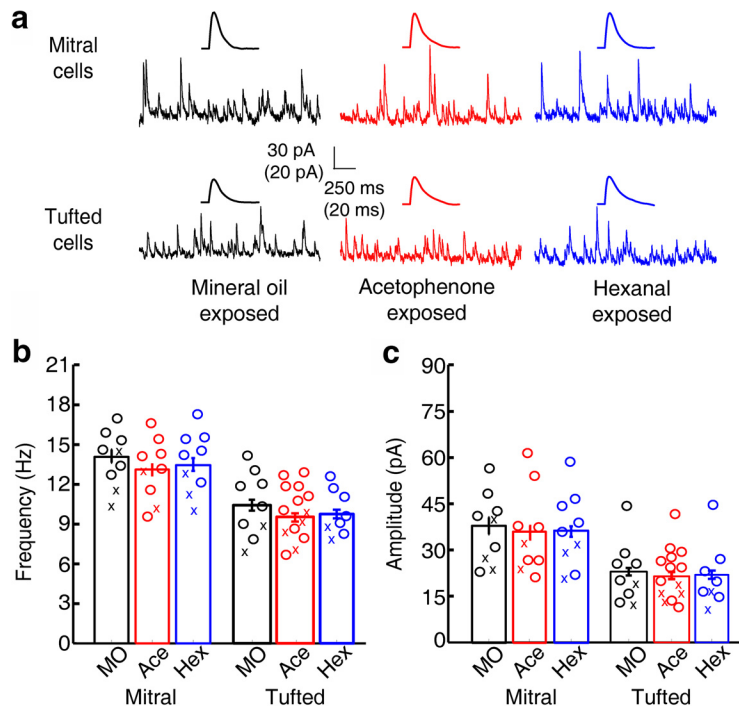 a
Mitral
cells
30 pA
(20 pA)
250 ms
(20 ms)
Tufted
cells
Mineral oil
exposed
Acetophenone
exposed
Hexanal
exposed
b
Frequency (Hz)
21
18
15
12
9
6
3
0
MO Ace Hex MO Ace Hex
Mitral Tufted
c
Amplitude (pA)
90
75
60
45
30
15
0
MO Ace Hex MO Ace Hex
Mitral Tufted